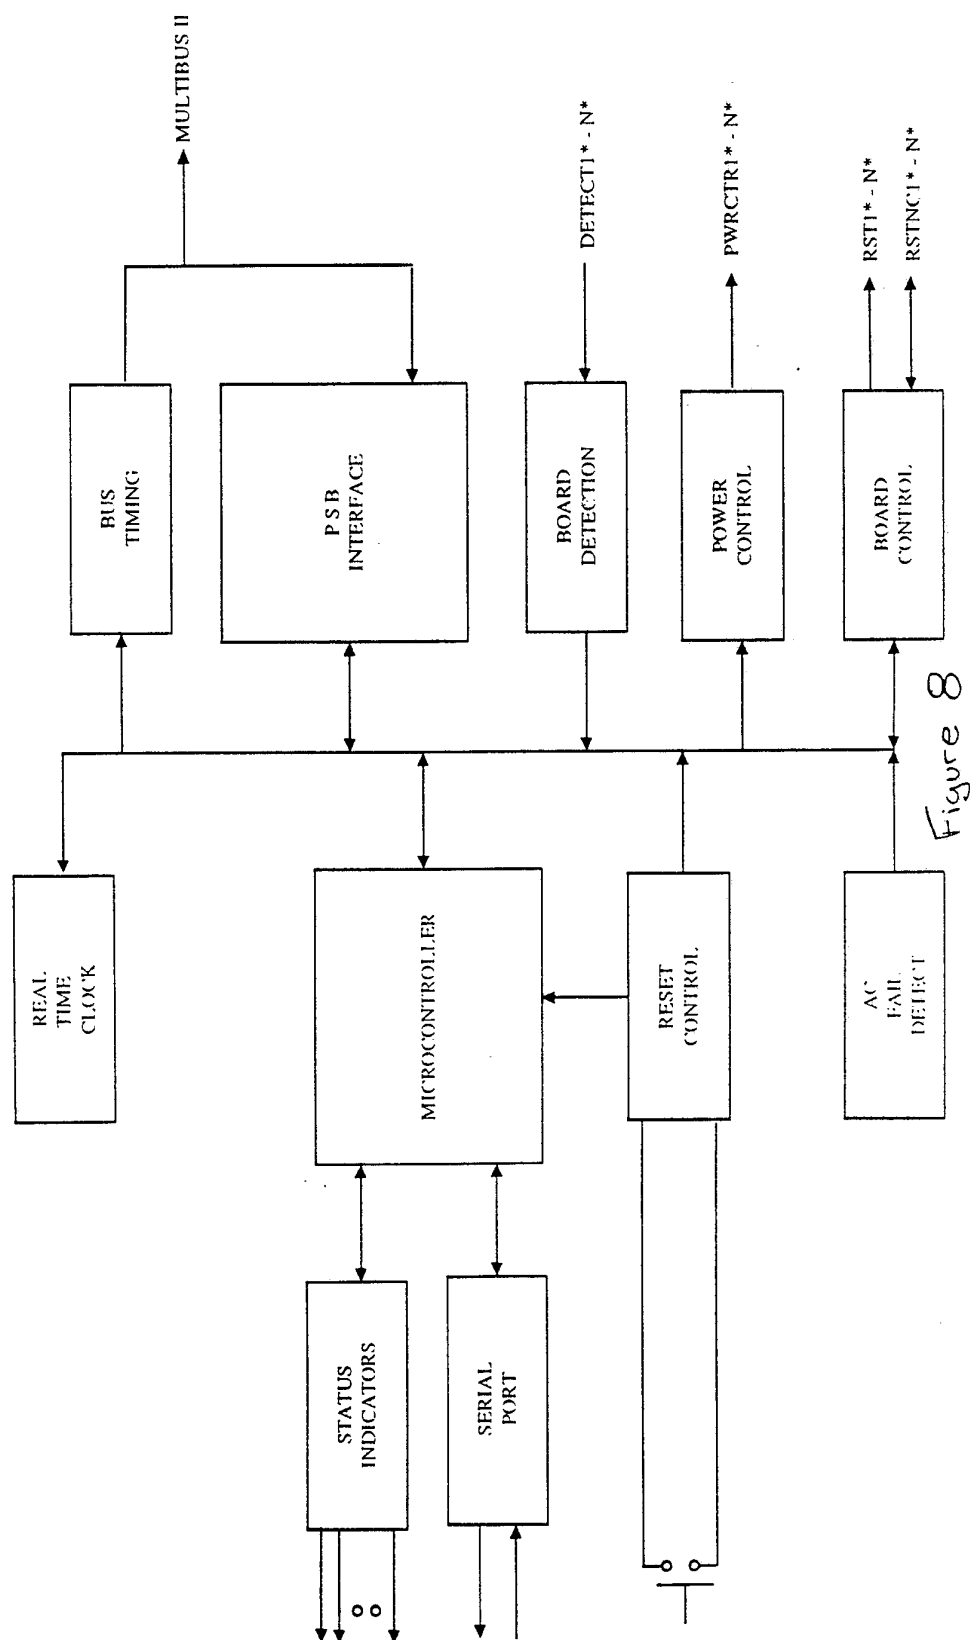 REAL
TIME
CLOCK
BUS
TIMING
MULTIBUS II
STATUS
INDICATORS
MICROCONTROLLER
P S B
INTERFACE
SERIAL
PORT
BOARD
DETECTION
DETECT1* - N*
RESET
CONTROL
POWER
CONTROL
PWRCTR1* - N*
AC
FAIL
DETECT
BOARD
CONTROL
RST1* - N*
RSTNC1* - N*
Figure 8